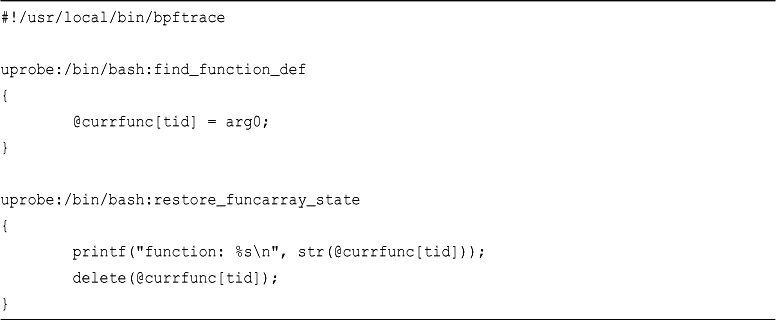 #!/usr/local/bin/bpftrace
uprobe:/bin/bash:find_function_def
{
        @currfunc[tid] = arg0;
}
uprobe:/bin/bash:restore_funcarray_state
{
        printf("function: %s\n", str(@currfunc[tid]));
        delete(@currfunc[tid]);
}